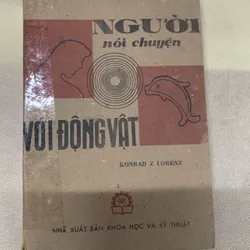 NGƯỜI
nói chuyện
VỚI ĐỘNG VẬT
KONRAD Z LORENZ
NHÀ XUẤT BẢN KHOA HỌC VÀ KỸ THUẬT